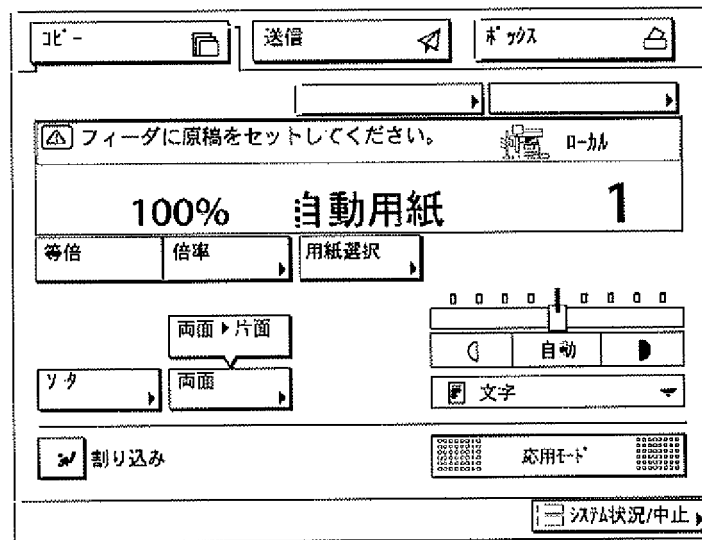 コピー
送信
ボックス
フィーダに原稿をセットしてください。
ローカル
100% 自動用紙 1
等倍
倍率
用紙選択
両面▶片面
自動
ソータ
両面
文字
割り込み
応用モード
システム状況/中止